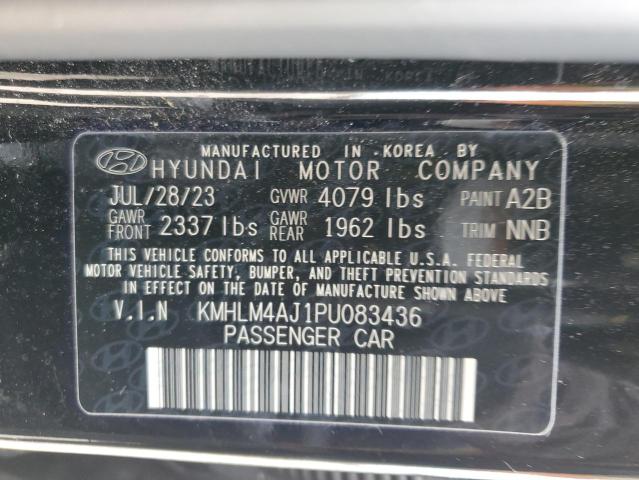 MANUFACTURED IN KOREA BY
HYUNDAI MOTOR COMPANY
JUL/28/23 GVWR 4079 lbs PAINT A2B
GAWR FRONT 2337 lbs GAWR REAR 1962 lbs TRIM NNB
THIS VEHICLE CONFORMS TO ALL APPLICABLE U.S.A. FEDERAL
MOTOR VEHICLE SAFETY, BUMPER, AND THEFT PREVENTION STANDARDS
IN EFFECT ON THE DATE OF MANUFACTURE SHOWN ABOVE.
V.I.N KMHLM4AJ1PU083436
PASSENGER CAR